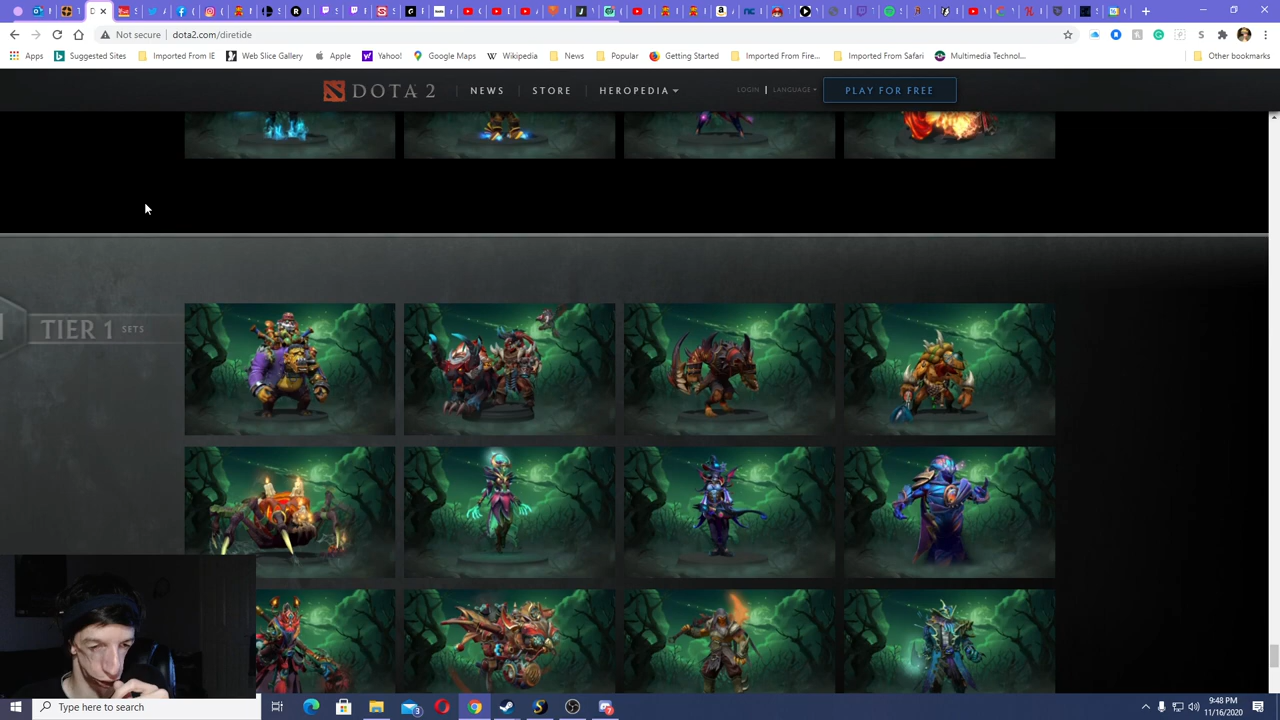 Not secure | dota2.com/diretide
Apps Suggested Sites Imported From IE Web Slice Gallery Apple Yahoo! Google Maps Wikipedia News Popular Getting Started Imported From Fire... Imported From Safari Multimedia Technol... Other bookmarks
DOTA 2 NEWS STORE HEROPEDIA LOGIN | LANGUAGE PLAY FOR FREE
TIER 1 SETS
Type here to search
9:48 PM
11/16/2020